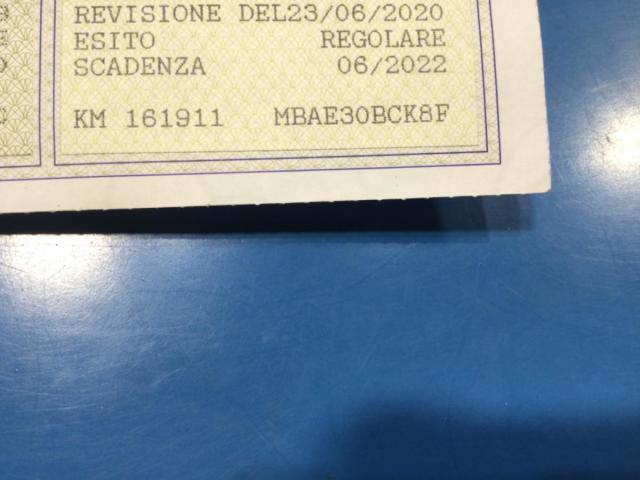 REVISIONE DEL23/06/2020
ESITO REGOLARE
SCADENZA 06/2022
KM 161911 MBAE30BCK8F